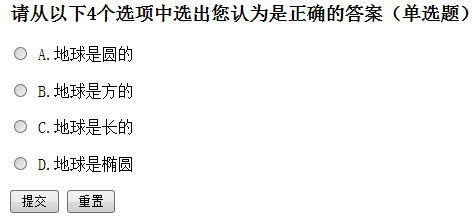 请从以下4个选项中选出您认为是正确的答案（单选题）
A.地球是圆的
B.地球是方的
C.地球是长的
D.地球是椭圆
提交 重置